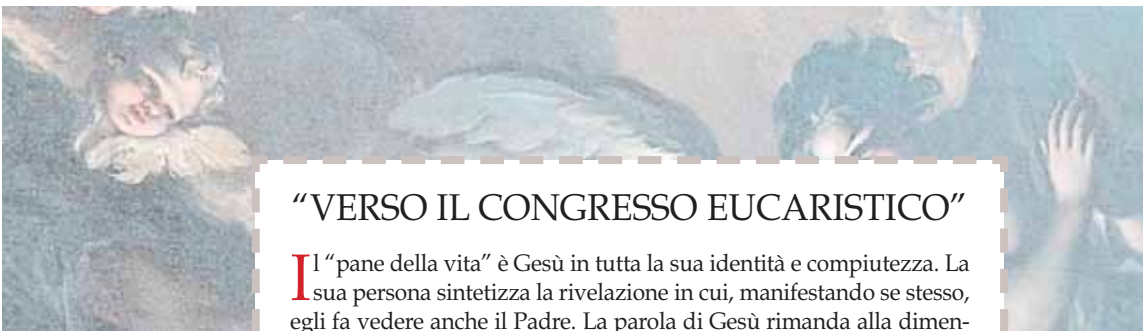 “VERSO IL CONGRESSO EUCARISTICO”
Il “pane della vita” è Gesù in tutta la sua identità e compiutezza. La
sua persona sintetizza la rivelazione in cui, manifestando se stesso,
egli fa vedere anche il Padre. La parola di Gesù rimanda alla dimen-